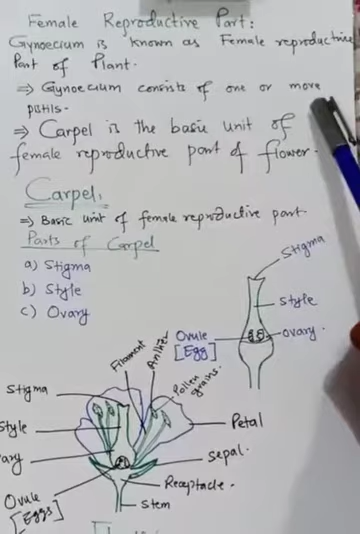 Female Reproductive Part:
Gynoecium is known as Female reproductive
Part of Plant.
⇒ Gynoecium consists of one or more
pistils.
⇒ Carpel is the basic unit of
female reproductive part of flower.
Carpel,
⇒ Basic unit of female reproductive part.
Parts of Carpel
a) Stigma
b) Style
c) Ovary
Stigma
Style
Ovule
[Egg]
ovary.
Filament
Anther
Pollen
grains.
Stigma
Style
Petal
ary
sepal.
Receptacle.
Ovule
[Eggs]
Stem